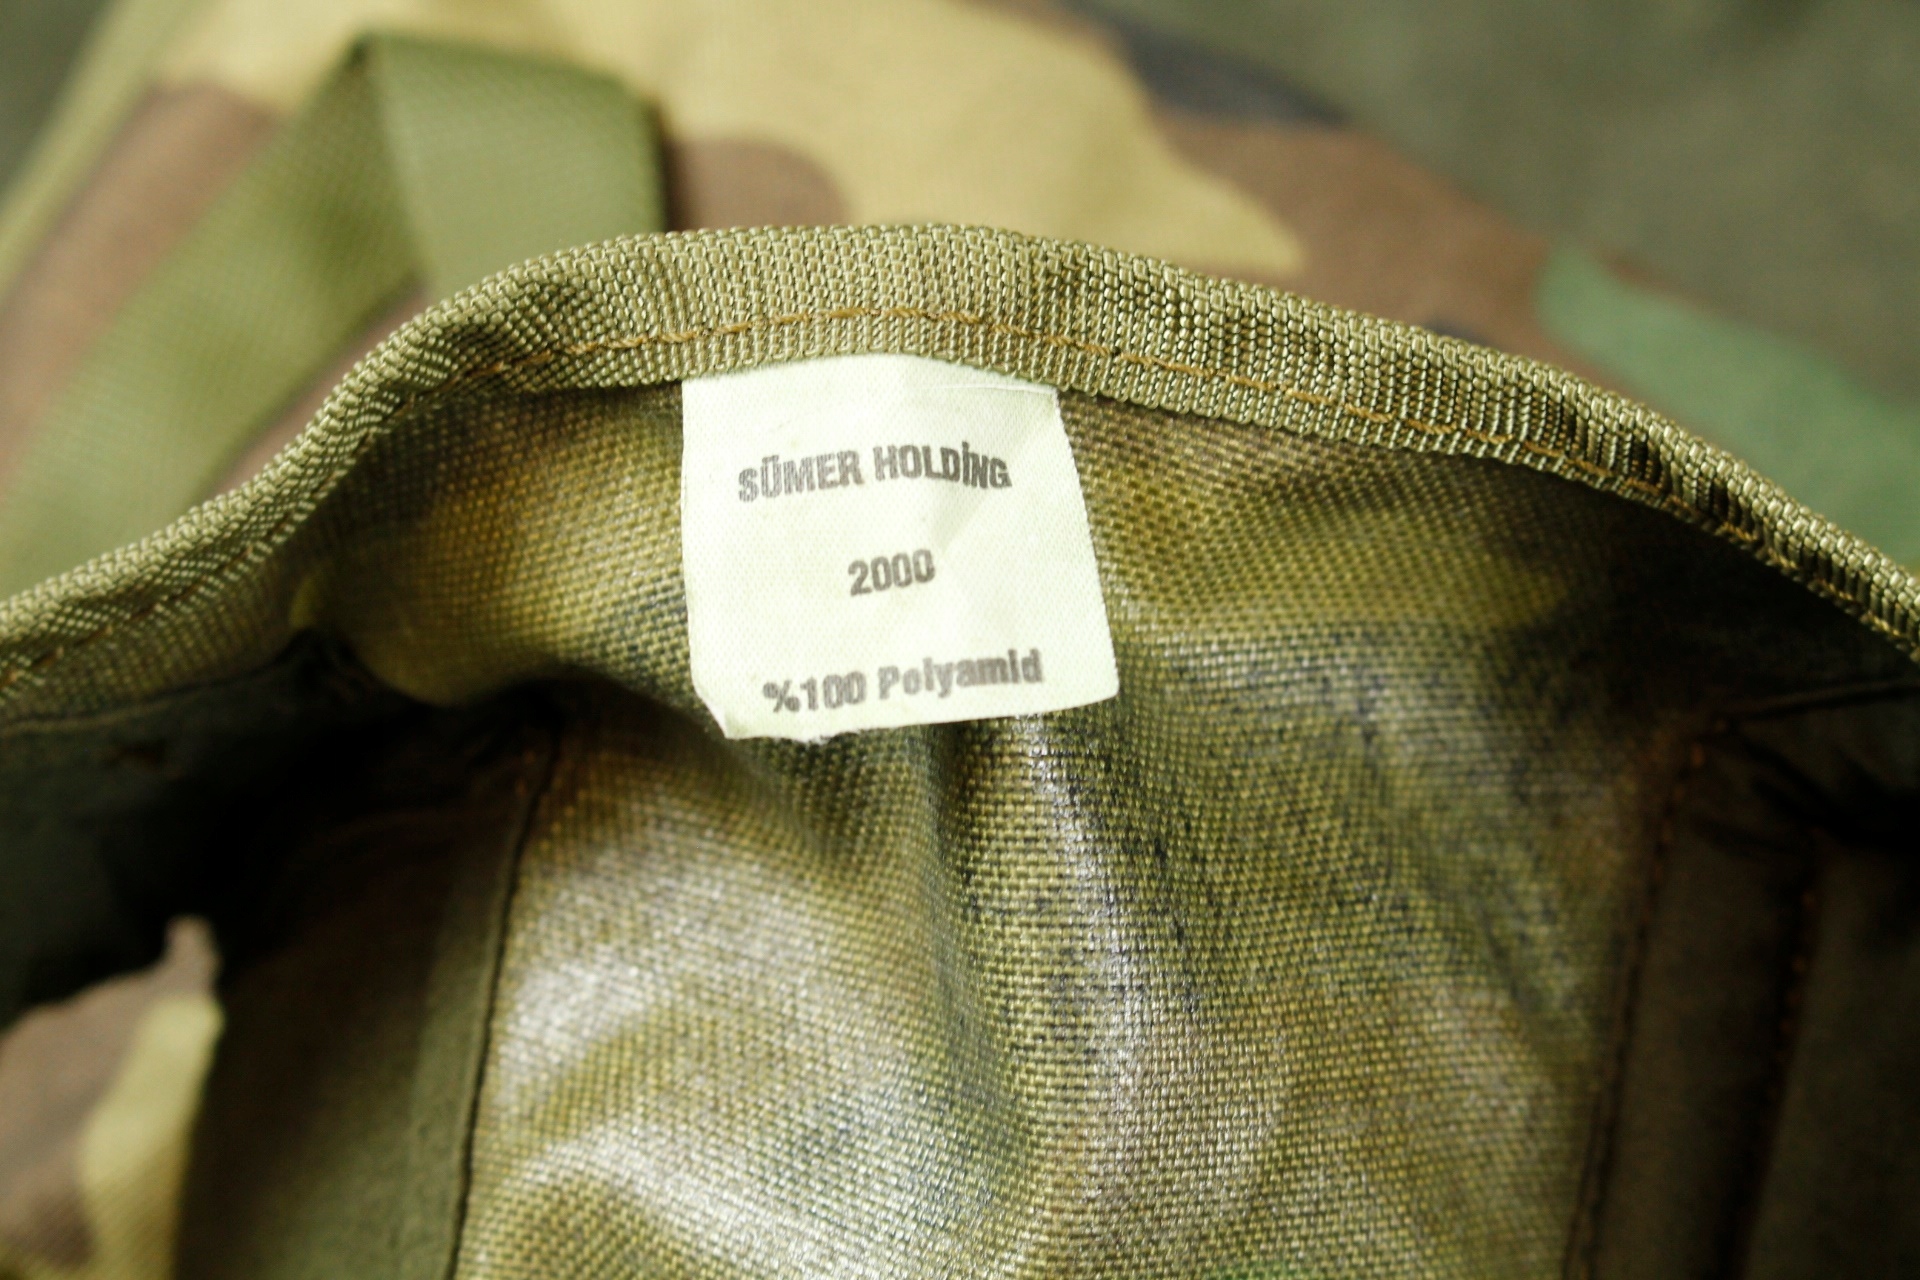 SÜMER HOLDİNG
2000
%100 Polyamid